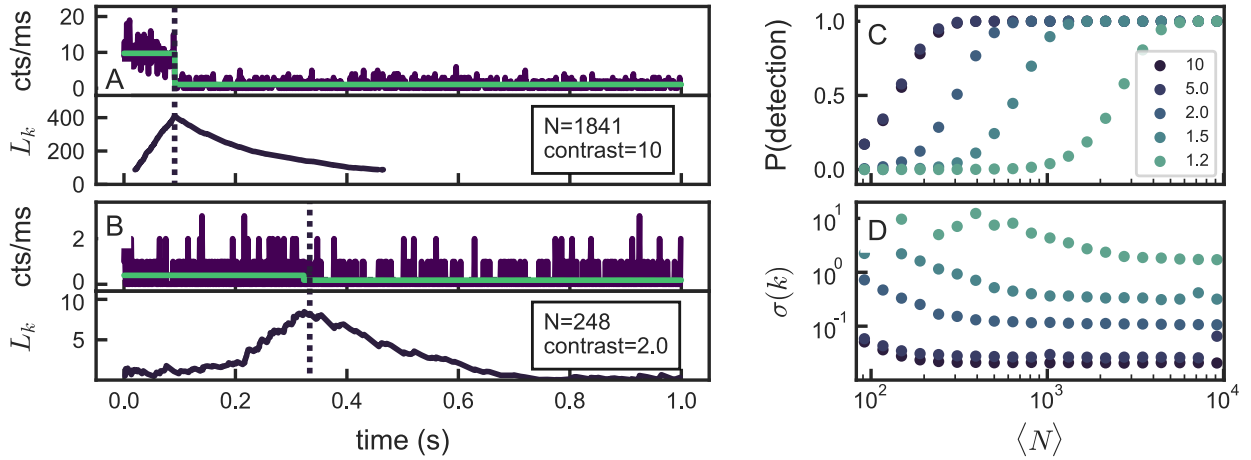 20
10
0
cts/ms
A
400
200
0
L_k
N=1841
contrast=10
2
0
cts/ms
B
10
5
L_k
N=248
contrast=2.0
0.0 0.2 0.4 0.6 0.8 1.0
time (s)
1.0
0.5
0.0
P(detection)
C
10
5.0
2.0
1.5
1.2
10^1
10^0
10^-1
σ(k)
D
10^2 10^3 10^4
⟨N⟩